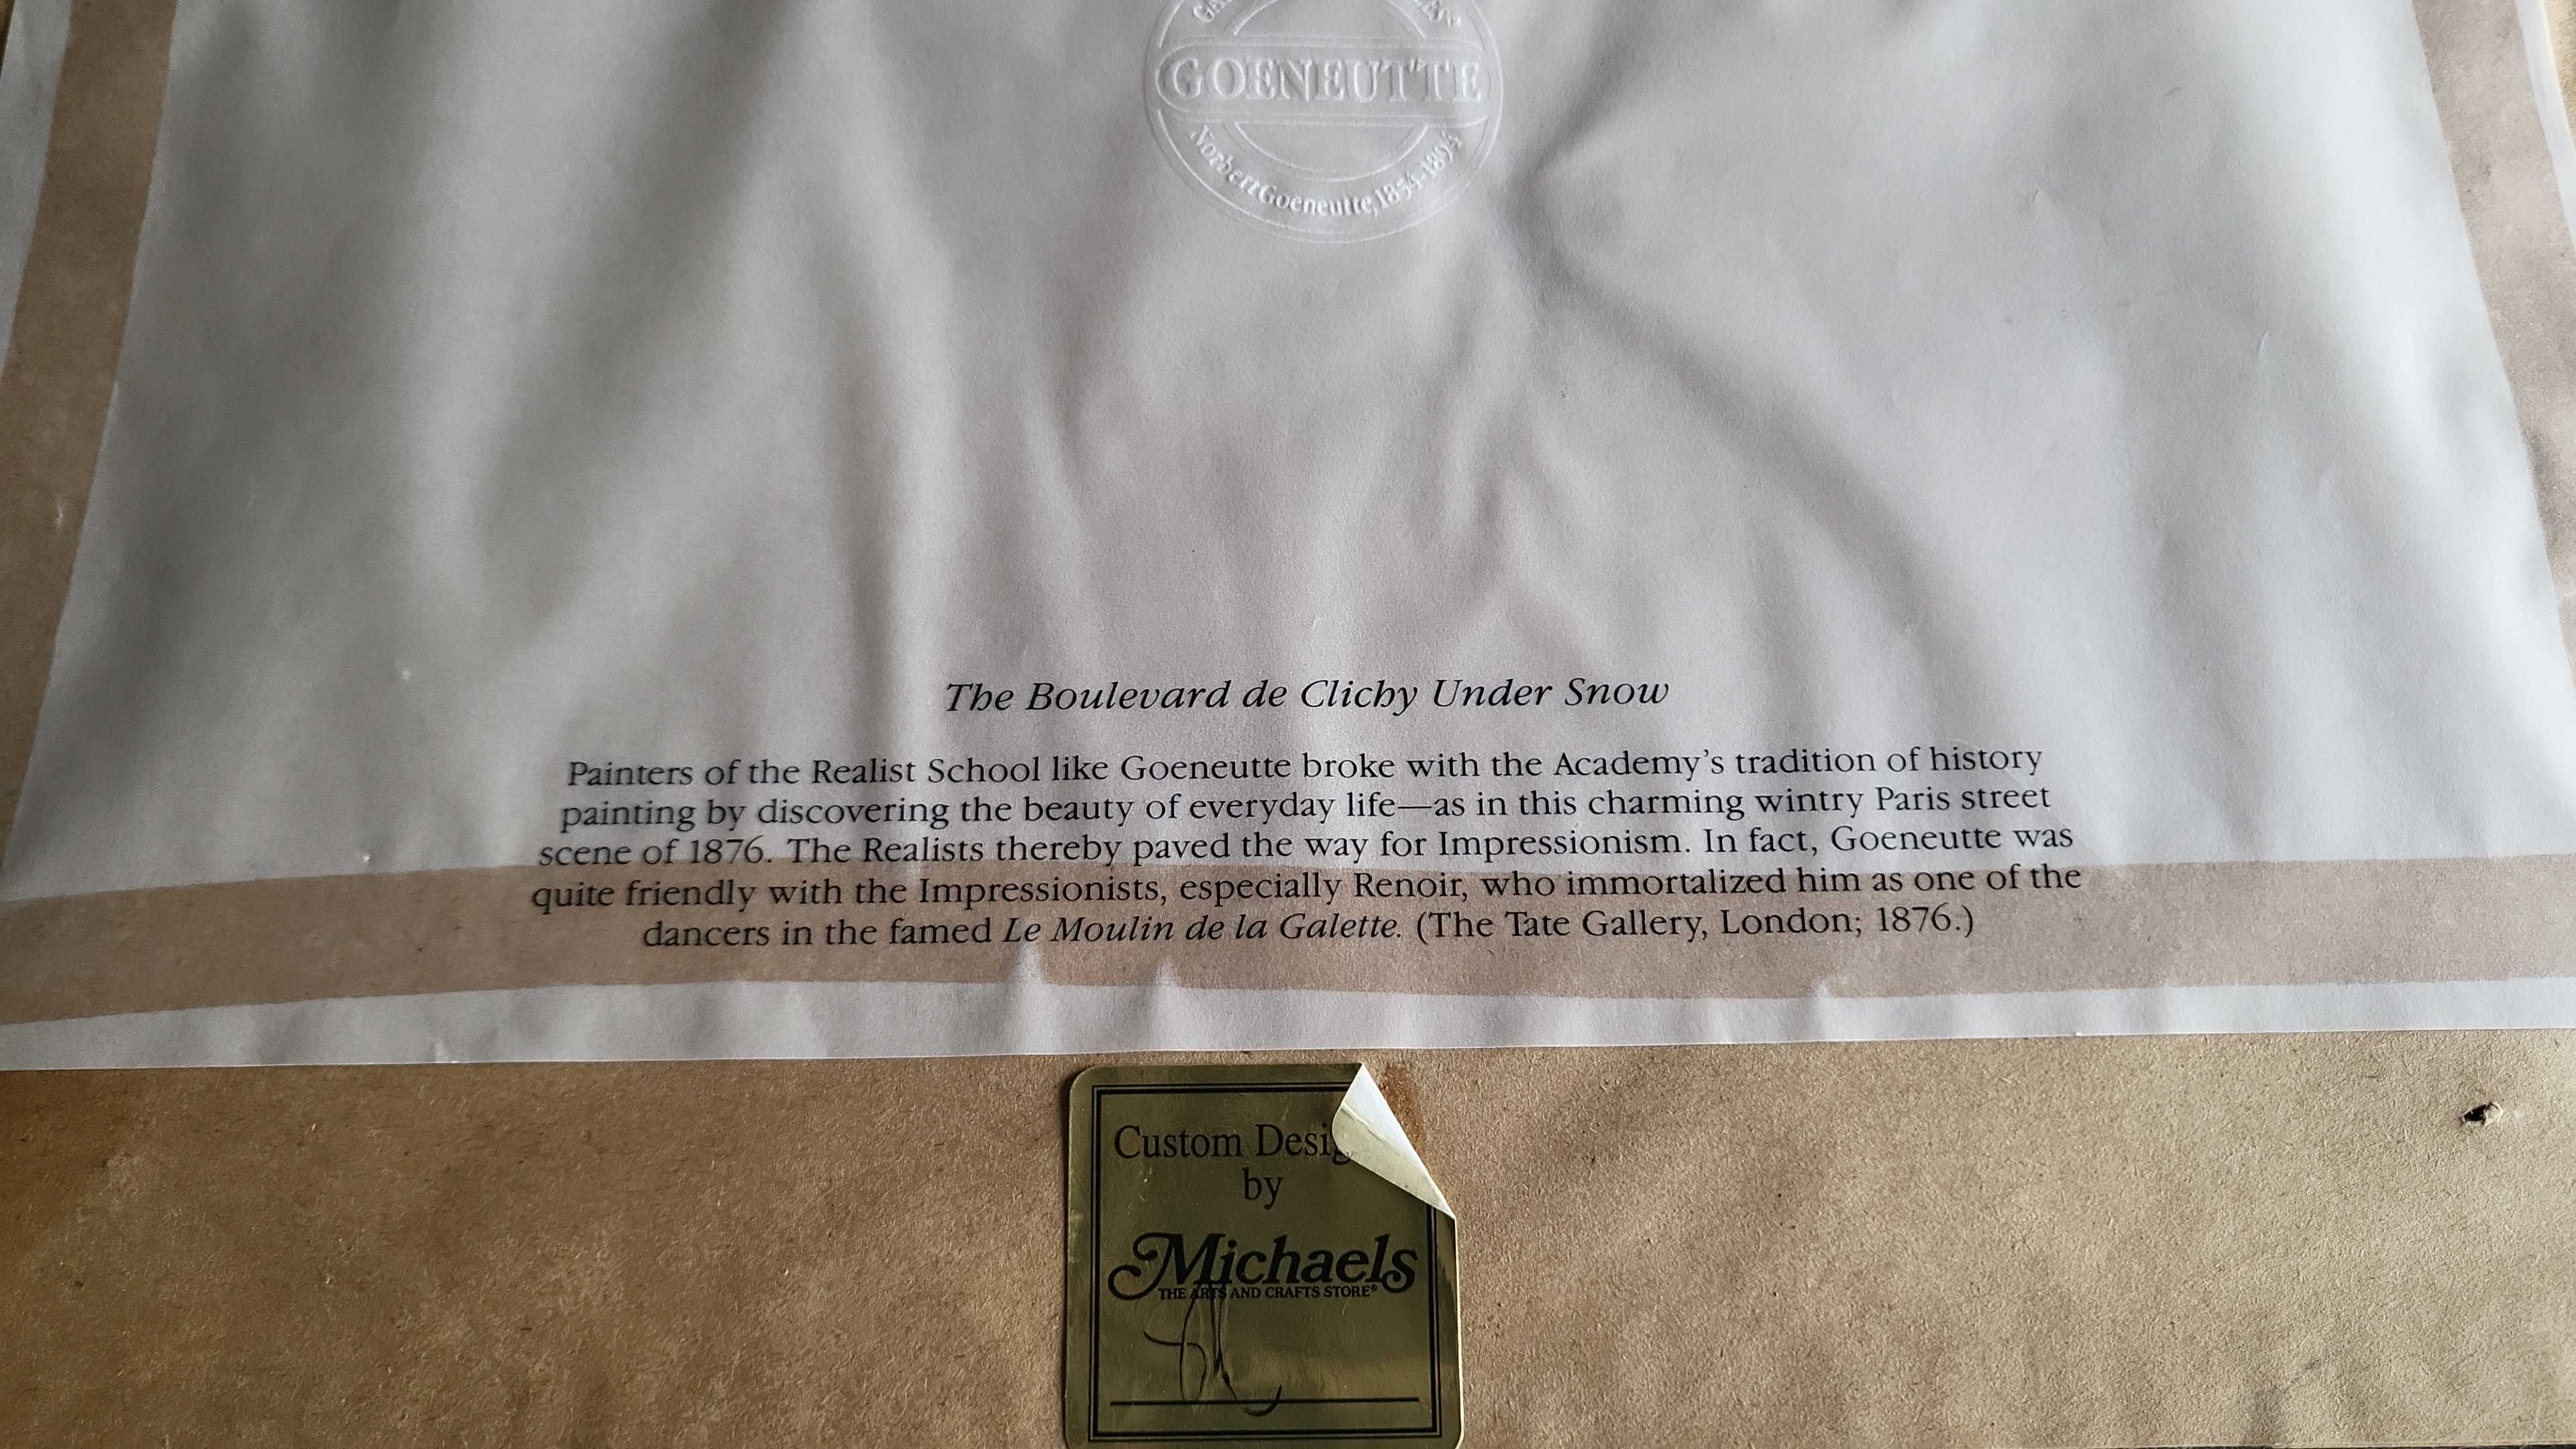 GOENEUTTE
Norbert Goeneutte, 1854-1894
The Boulevard de Clichy Under Snow
Painters of the Realist School like Goeneutte broke with the Academy's tradition of history
painting by discovering the beauty of everyday life—as in this charming wintry Paris street
scene of 1876. The Realists thereby paved the way for Impressionism. In fact, Goeneutte was
quite friendly with the Impressionists, especially Renoir, who immortalized him as one of the
dancers in the famed Le Moulin de la Galette. (The Tate Gallery, London; 1876.)
Custom
by
Michaels
THE ARTS AND CRAFTS STORE®